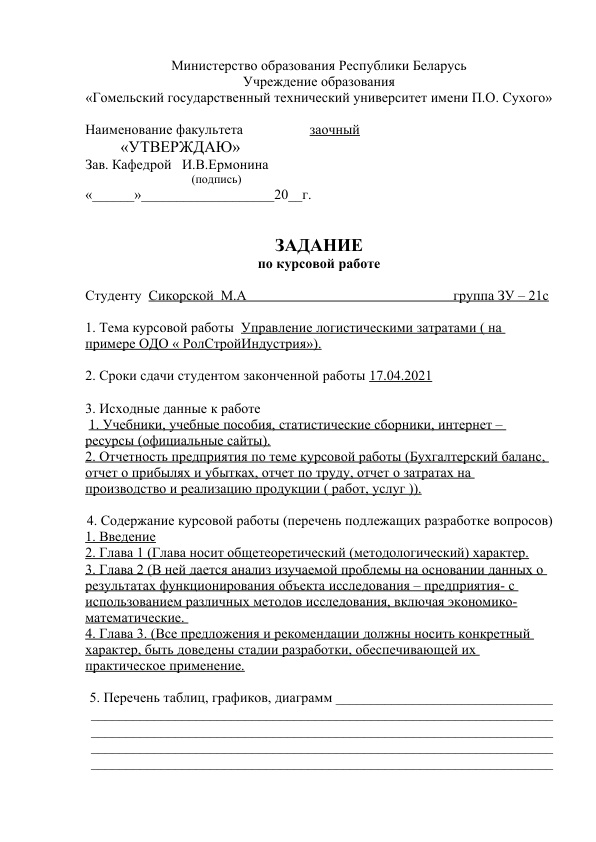 Министерство образования Республики Беларусь
Учреждение образования
«Гомельский государственный технический университет имени П.О. Сухого»
Наименование факультета заочный
«УТВЕРЖДАЮ»
Зав. Кафедрой И.В.Ермонина
(подпись)
«______»___________________20__г.
ЗАДАНИЕ
по курсовой работе
Студенту Сикорской М.А группа ЗУ – 21с
1. Тема курсовой работы Управление логистическими затратами ( на
примере ОДО « РолСтройИндустрия»).
2. Сроки сдачи студентом законченной работы 17.04.2021
3. Исходные данные к работе
1. Учебники, учебные пособия, статистические сборники, интернет –
ресурсы (официальные сайты).
2. Отчетность предприятия по теме курсовой работы (Бухгалтерский баланс,
отчет о прибылях и убытках, отчет по труду, отчет о затратах на
производство и реализацию продукции ( работ, услуг )).
4. Содержание курсовой работы (перечень подлежащих разработке вопросов)
1. Введение
2. Глава 1 (Глава носит общетеоретический (методологический) характер.
3. Глава 2 (В ней дается анализ изучаемой проблемы на основании данных о
результатах функционирования объекта исследования – предприятия- с
использованием различных методов исследования, включая экономико-
математические.
4. Глава 3. (Все предложения и рекомендации должны носить конкретный
характер, быть доведены стадии разработки, обеспечивающей их
практическое применение.
5. Перечень таблиц, графиков, диаграмм _______________________________